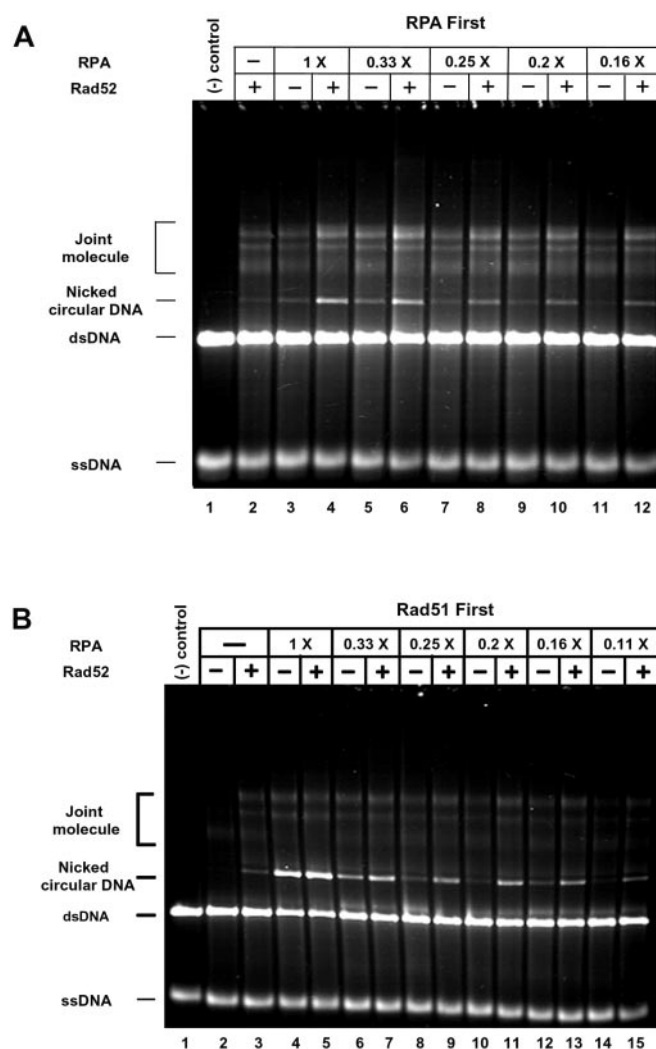 A
RPA First
(-) control
RPA – 1 X 0.33 X 0.25 X 0.2 X 0.16 X
Rad52 + – + – + – + – + – +
Joint
molecule
Nicked
circular DNA
dsDNA
ssDNA
1 2 3 4 5 6 7 8 9 10 11 12
B
Rad51 First
(-) control
RPA — 1 X 0.33 X 0.25 X 0.2 X 0.16 X 0.11 X
Rad52 – + – + – + – + – + – + – +
Joint
molecule
Nicked
circular DNA
dsDNA
ssDNA
1 2 3 4 5 6 7 8 9 10 11 12 13 14 15